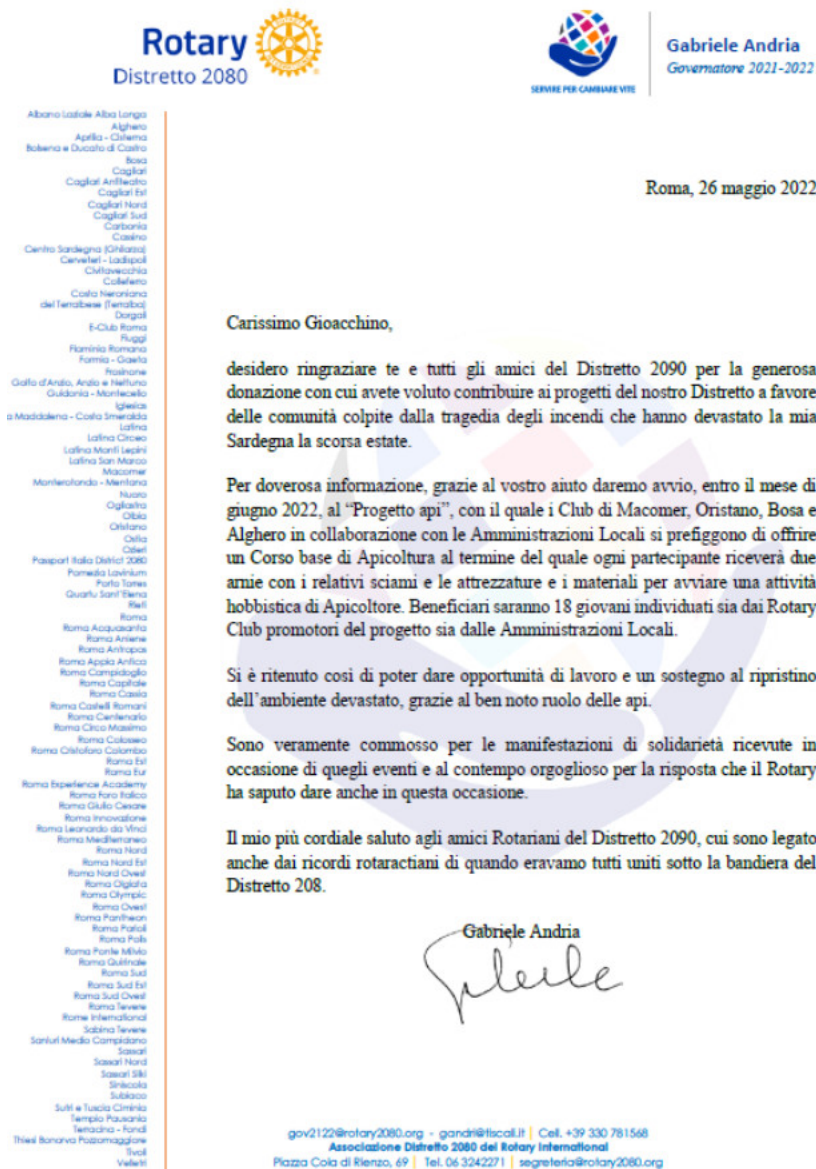 Rotary
Distretto 2080
SERVIRE PER CAMBIARE VITE
Gabriele Andria
Governatore 2021-2022
Albano Laziale Alba Longa
Alghero
Aprilia - Cisterna
Bolsena e Ducato di Castro
Bosa
Cagliari
Cagliari Anfiteatro
Cagliari Est
Cagliari Nord
Cagliari Sud
Carbonia
Cassino
Centro Sardegna (Ghilarza)
Cerveteri - Ladispoli
Civitavecchia
Colleferro
Costa Neroniana
del Terralbese (Terralba)
Dorgali
E-Club Roma
Fiuggi
Flaminia Romana
Formia - Gaeta
Frosinone
Golfo d'Anzio, Anzio e Nettuno
Guidonia - Montecelio
Iglesias
a Maddalena - Costa Smeralda
Latina
Latina Circeo
Latina Monti Lepini
Latina San Marco
Macomer
Monterotondo - Mentana
Nuoro
Ogliastra
Olbia
Oristano
Ostia
Ozieri
Passport Italia District 2080
Pomezia Lavinium
Porto Torres
Quartu Sant'Elena
Rieti
Roma
Roma Acquasanta
Roma Aniene
Roma Antropos
Roma Appia Antica
Roma Campidoglio
Roma Capitale
Roma Cassia
Roma Castelli Romani
Roma Centenario
Roma Circo Massimo
Roma Colosseo
Roma Cristoforo Colombo
Roma Est
Roma Eur
Roma Experience Academy
Roma Foro Italico
Roma Giulio Cesare
Roma Innovazione
Roma Leonardo da Vinci
Roma Mediterraneo
Roma Nord
Roma Nord Est
Roma Nord Ovest
Roma Olgiata
Roma Olympic
Roma Ovest
Roma Pantheon
Roma Parioli
Roma Polis
Roma Ponte Milvio
Roma Quirinale
Roma Sud
Roma Sud Est
Roma Sud Ovest
Roma Tevere
Rome International
Sabina Tevere
Sanluri Medio Campidano
Sassari
Sassari Nord
Sassari Silki
Siniscola
Subiaco
Sutri e Tuscia Ciminia
Tempio Pausania
Terracina - Fondi
Thiesi Bonorva Pozzomaggiore
Tivoli
Velletri
Roma, 26 maggio 2022
Carissimo Gioacchino,
desidero ringraziare te e tutti gli amici del Distretto 2090 per la generosa
donazione con cui avete voluto contribuire ai progetti del nostro Distretto a favore
delle comunità colpite dalla tragedia degli incendi che hanno devastato la mia
Sardegna la scorsa estate.
Per doverosa informazione, grazie al vostro aiuto daremo avvio, entro il mese di
giugno 2022, al “Progetto api”, con il quale i Club di Macomer, Oristano, Bosa e
Alghero in collaborazione con le Amministrazioni Locali si prefiggono di offrire
un Corso base di Apicoltura al termine del quale ogni partecipante riceverà due
arnie con i relativi sciami e le attrezzature e i materiali per avviare una attività
hobbistica di Apicoltore. Beneficiari saranno 18 giovani individuati sia dai Rotary
Club promotori del progetto sia dalle Amministrazioni Locali.
Si è ritenuto così di poter dare opportunità di lavoro e un sostegno al ripristino
dell’ambiente devastato, grazie al ben noto ruolo delle api.
Sono veramente commosso per le manifestazioni di solidarietà ricevute in
occasione di quegli eventi e al contempo orgoglioso per la risposta che il Rotary
ha saputo dare anche in questa occasione.
Il mio più cordiale saluto agli amici Rotariani del Distretto 2090, cui sono legato
anche dai ricordi rotaractiani di quando eravamo tutti uniti sotto la bandiera del
Distretto 208.
Gabriele Andria
gov2122@rotary2080.org - gandri@tiscali.it | Cell. +39 330 781568
Associazione Distretto 2080 del Rotary International
Piazza Cola di Rienzo, 69 | Tel. 06 3242271 | segreteria@rotary2080.org